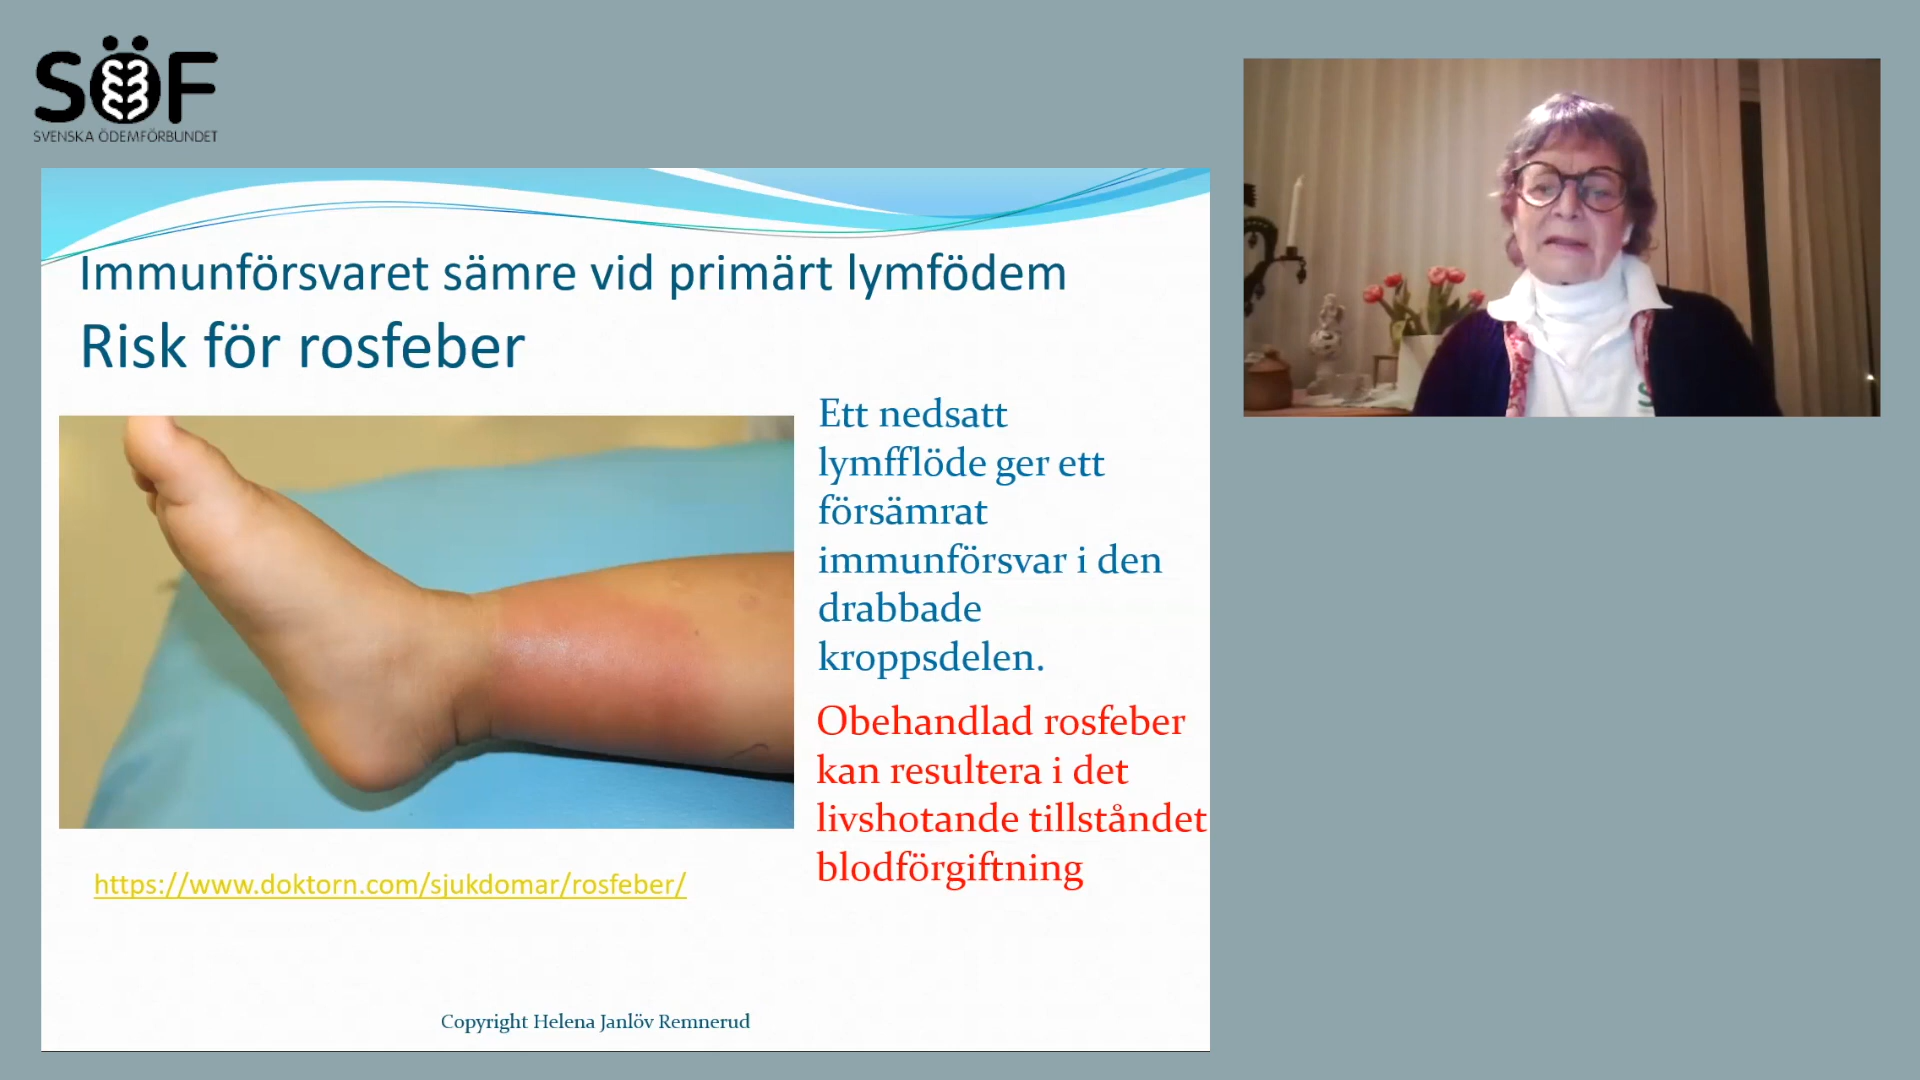 SÖF
SVENSKA ÖDEMFÖRBUNDET
Immunförsvaret sämre vid primärt lymfödem
Risk för rosfeber
Ett nedsatt
lymfflöde ger ett
försämrat
immunförsvar i den
drabbade
kroppsdelen.
Obehandlad rosfeber
kan resultera i det
livshotande tillståndet
blodförgiftning
https://www.doktorn.com/sjukdomar/rosfeber/
Copyright Helena Janlöv Remnerud